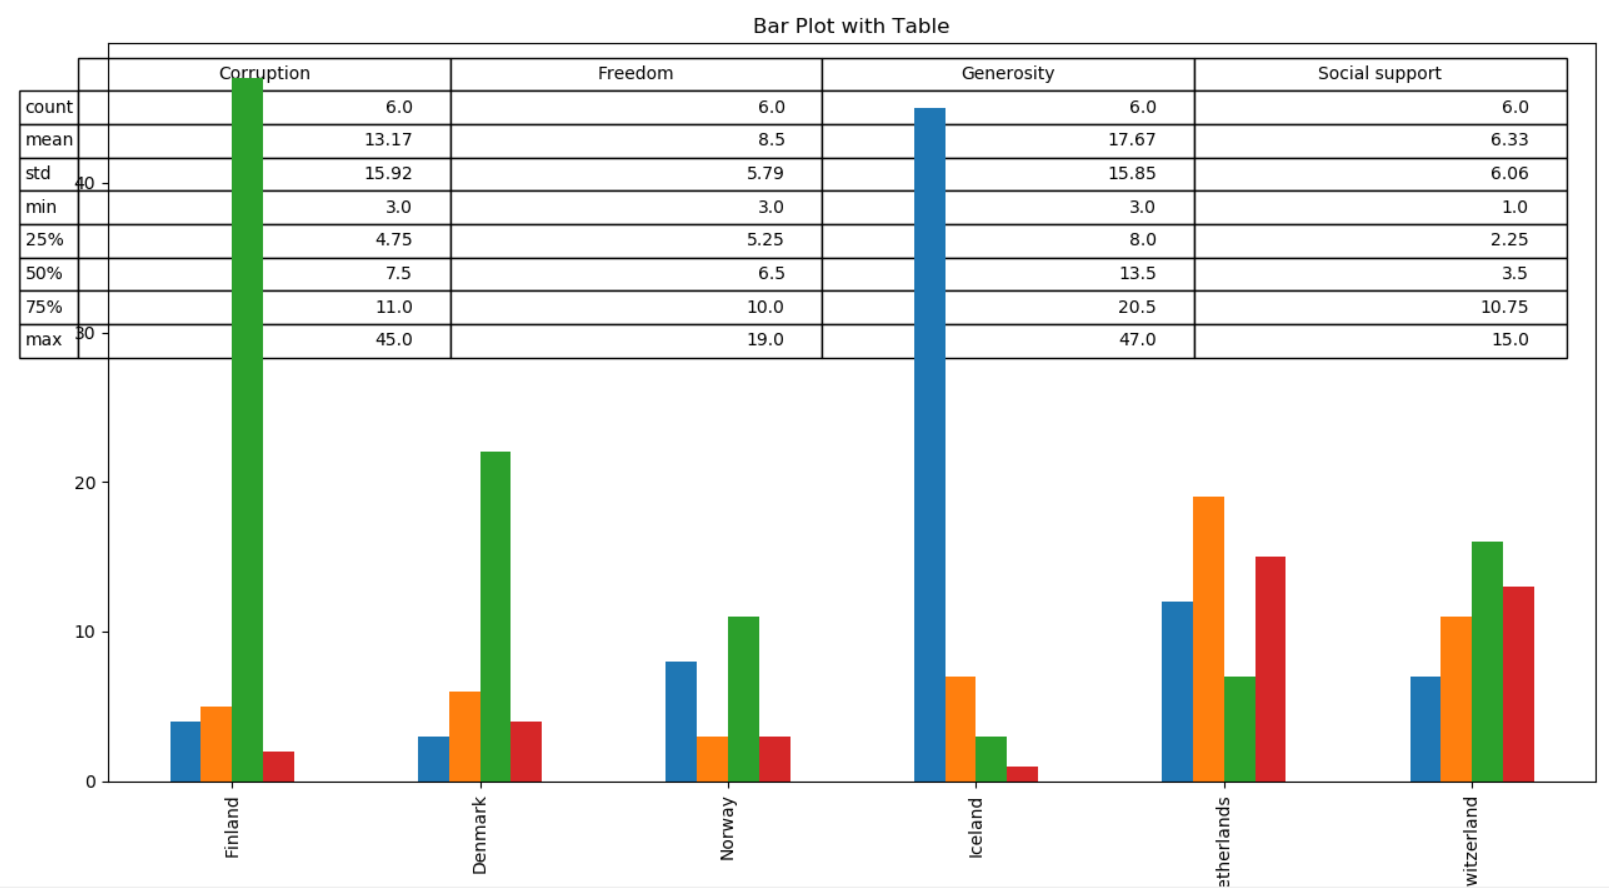 Bar Plot with Table
Corruption Freedom Generosity Social support
count 6.0 6.0 6.0 6.0
mean 13.17 8.5 17.67 6.33
std 15.92 5.79 15.85 6.06
40
min 3.0 3.0 3.0 1.0
25% 4.75 5.25 8.0 2.25
50% 7.5 6.5 13.5 3.5
75% 11.0 10.0 20.5 10.75
30
max 45.0 19.0 47.0 15.0
20
10
0
Finland Denmark Norway Iceland etherlands witzerland